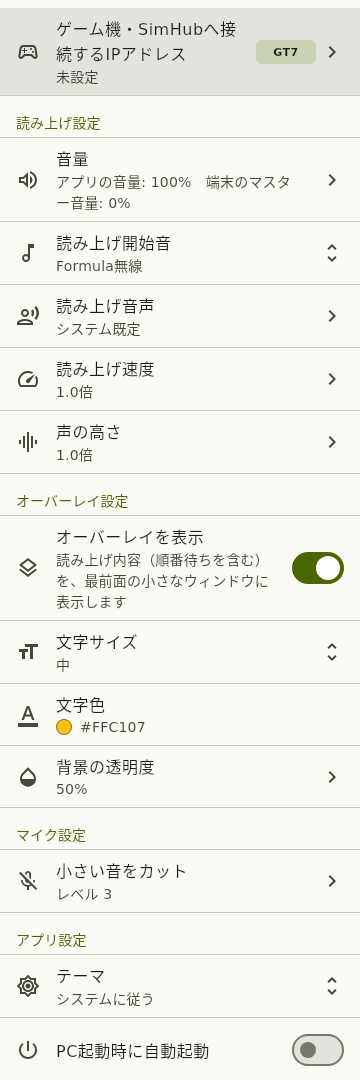 ゲーム機・SimHubへ接
続するIPアドレス
GT7
未設定
読み上げ設定
音量
アプリの音量: 100%　端末のマスタ
ー音量: 0%
読み上げ開始音
Formula無線
読み上げ音声
システム既定
読み上げ速度
1.0倍
声の高さ
1.0倍
オーバーレイ設定
オーバーレイを表示
読み上げ内容（順番待ちを含む）
を、最前面の小さなウィンドウに
表示します
文字サイズ
中
文字色
#FFC107
背景の透明度
50%
マイク設定
小さい音をカット
レベル 3
アプリ設定
テーマ
システムに従う
PC起動時に自動起動